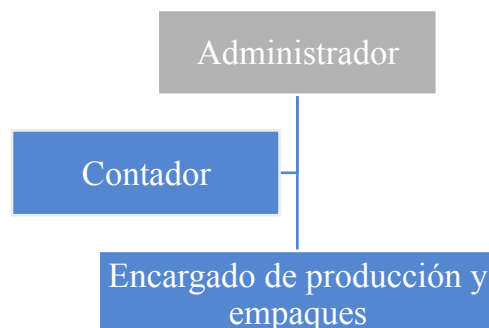 Administrador
Contador
Encargado de producción y
empaques